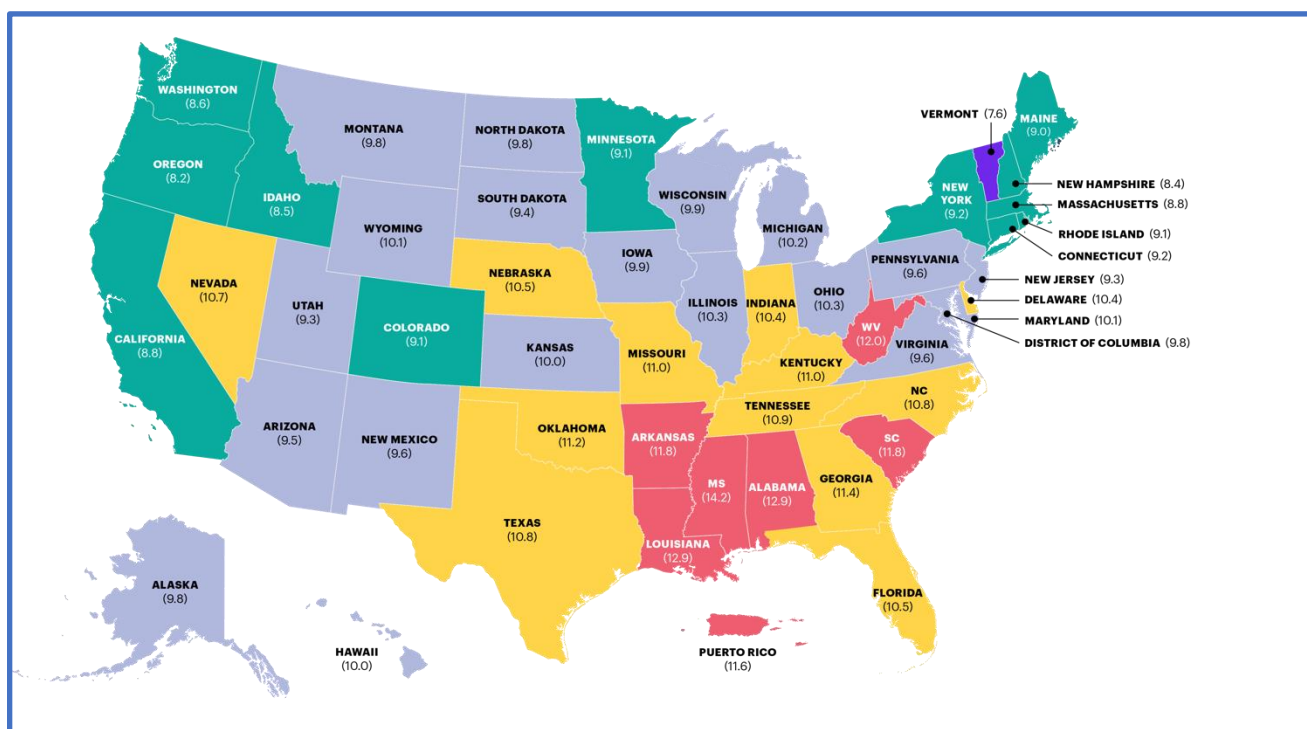 WASHINGTON
(8.6)
OREGON
(8.2)
IDAHO
(8.5)
MONTANA
(9.8)
NORTH DAKOTA
(9.8)
MINNESOTA
(9.1)
SOUTH DAKOTA
(9.4)
WISCONSIN
(9.9)
MICHIGAN
(10.2)
WYOMING
(10.1)
NEVADA
(10.7)
UTAH
(9.3)
CALIFORNIA
(8.8)
COLORADO
(9.1)
NEBRASKA
(10.5)
IOWA
(9.9)
ILLINOIS
(10.3)
INDIANA
(10.4)
OHIO
(10.3)
PENNSYLVANIA
(9.6)
NEW
YORK
(9.2)
VERMONT (7.6)
MAINE
(9.0)
NEW HAMPSHIRE (8.4)
MASSACHUSETTS (8.8)
RHODE ISLAND (9.1)
CONNECTICUT (9.2)
NEW JERSEY (9.3)
DELAWARE (10.4)
MARYLAND (10.1)
DISTRICT OF COLUMBIA (9.8)
WV
(12.0)
VIRGINIA
(9.6)
KANSAS
(10.0)
MISSOURI
(11.0)
KENTUCKY
(11.0)
NC
(10.8)
TENNESSEE
(10.9)
ARIZONA
(9.5)
NEW MEXICO
(9.6)
OKLAHOMA
(11.2)
ARKANSAS
(11.8)
SC
(11.8)
MS
(14.2)
ALABAMA
(12.9)
GEORGIA
(11.4)
TEXAS
(10.8)
LOUISIANA
(12.9)
FLORIDA
(10.5)
ALASKA
(9.8)
HAWAII
(10.0)
PUERTO RICO
(11.6)